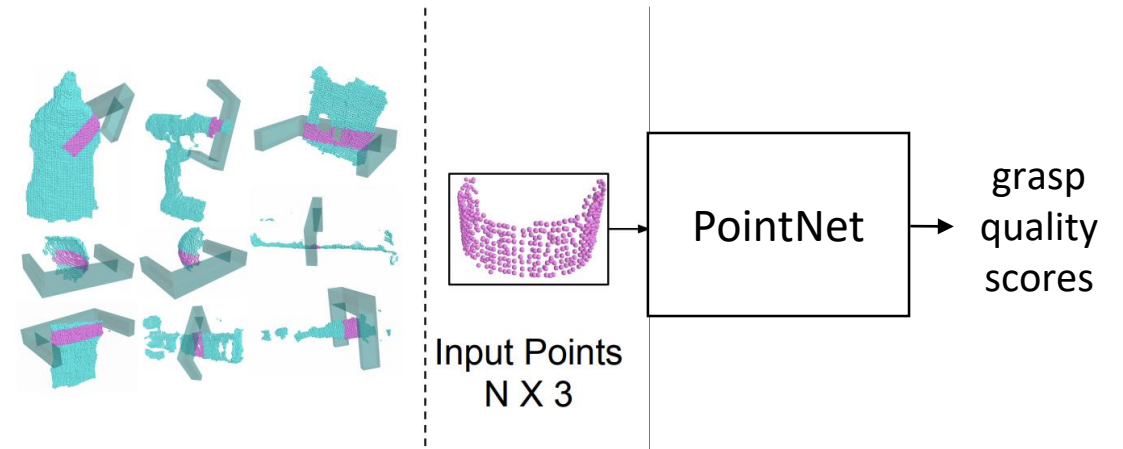 Input Points
N X 3
PointNet
grasp
quality
scores